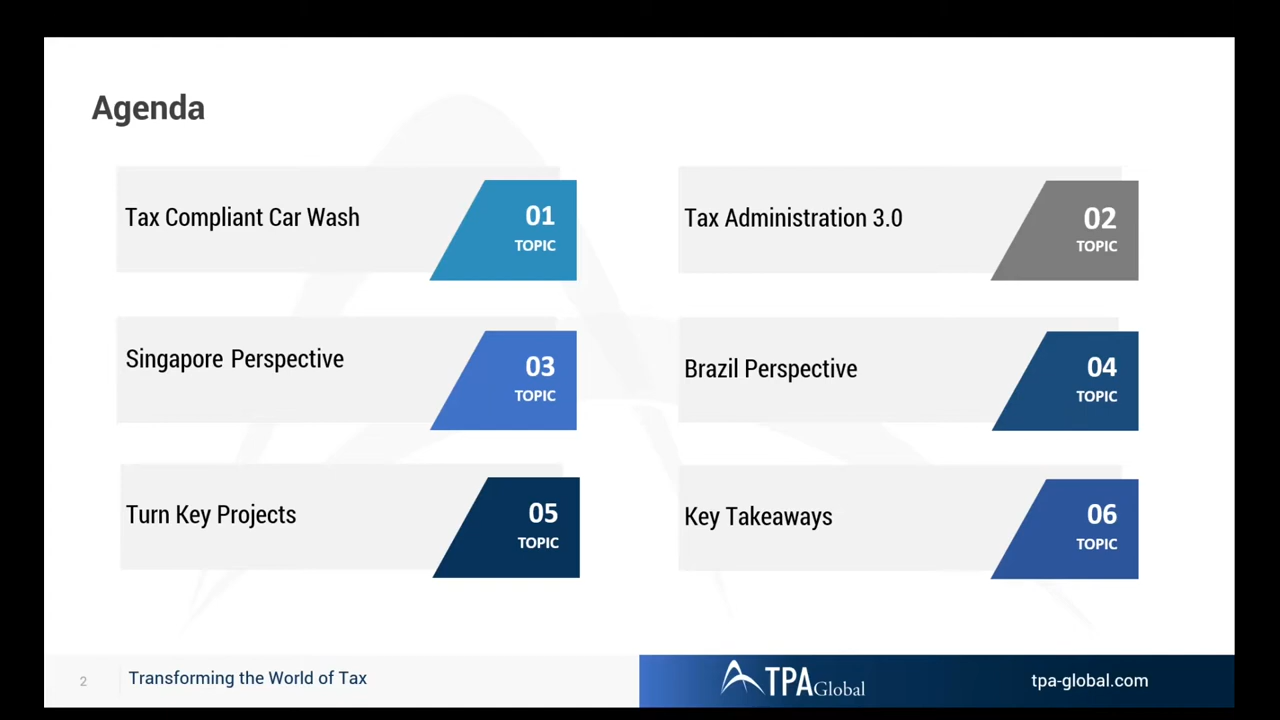 Agenda
Tax Compliant Car Wash
01
TOPIC
Tax Administration 3.0
02
TOPIC
Singapore Perspective
03
TOPIC
Brazil Perspective
04
TOPIC
Turn Key Projects
05
TOPIC
Key Takeaways
06
TOPIC
2
Transforming the World of Tax
TPA Global
tpa-global.com